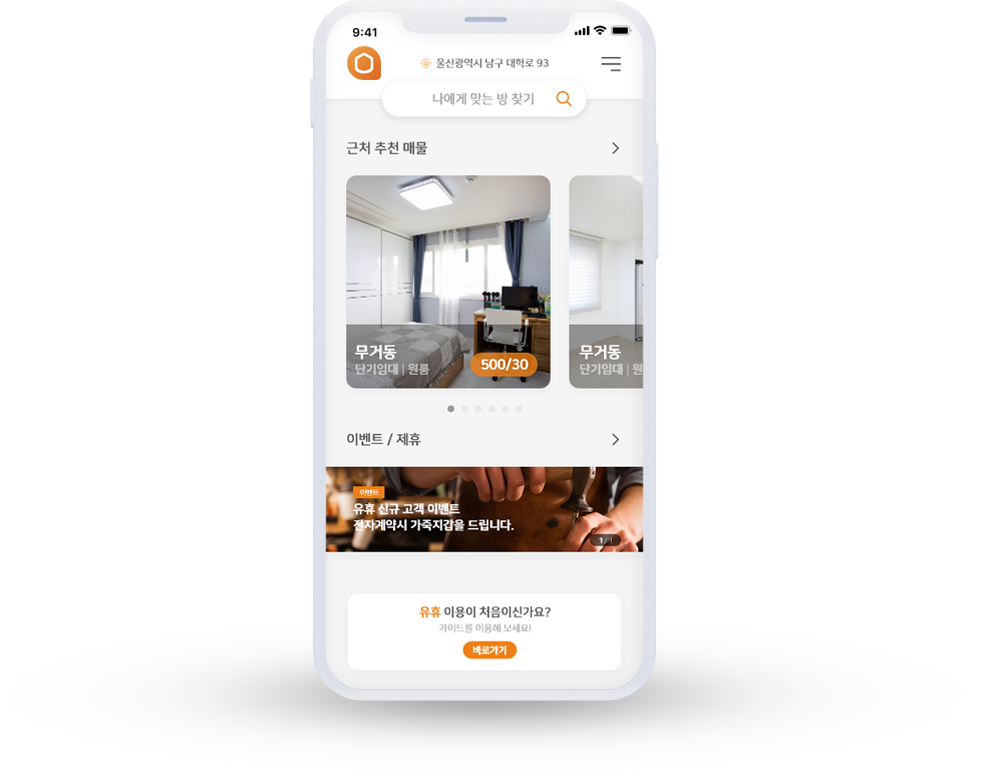 9:41
울산광역시 남구 대학로 93
나에게 맞는 방 찾기
근처 추천 매물
무거동
단기임대 | 원룸
500/30
무거동
단기임대 | 원
이벤트 / 제휴
이벤트
유휴 신규 고객 이벤트
전자계약시 가죽지갑을 드립니다.
1 / 1
유휴 이용이 처음이신가요?
가이드를 이용해 보세요!
바로가기